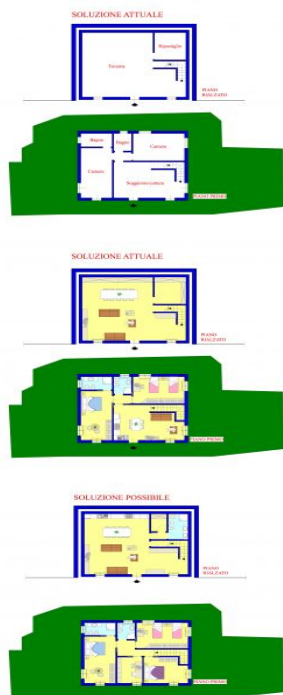 SOLUZIONE ATTUALE
Ripostiglio
Taverna
PIANO
RIALZATO
Bagno
Bagno
Camera
Camera
Soggiorno/cottura
PIANO PRIMO
SOLUZIONE ATTUALE
PIANO
RIALZATO
PIANO PRIMO
SOLUZIONE POSSIBILE
PIANO
RIALZATO
PIANO PRIMO